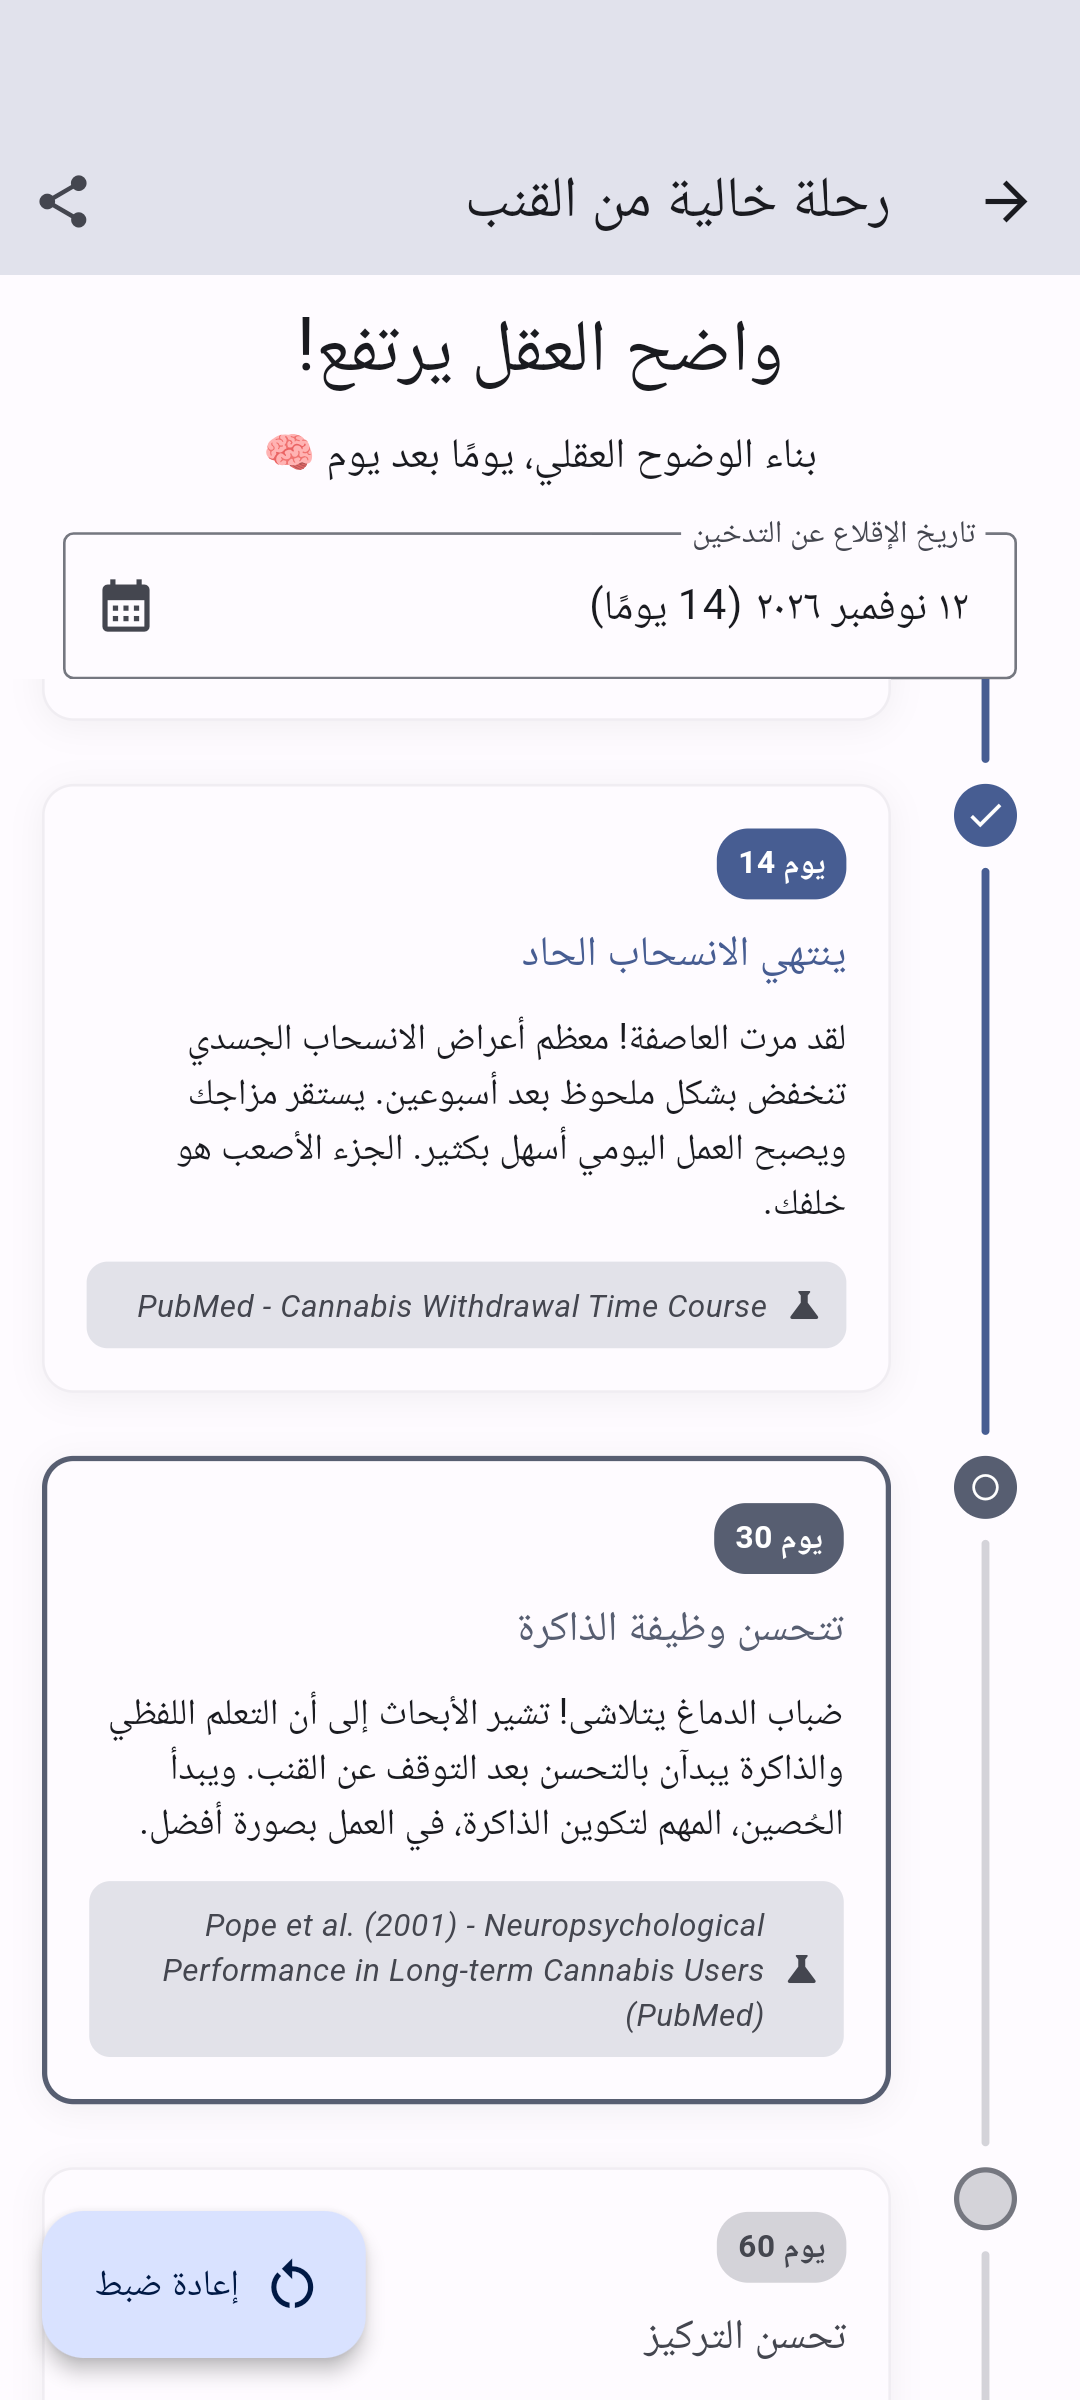 رحلة خالية من القنب
واضح العقل يرتفع!
بناء الوضوح العقلي، يومًا بعد يوم 🧠
تاريخ الإقلاع عن التدخين
١٢ نوفمبر ٢٠٢٦ (14 يومًا)
يوم 14
ينتهي الانسحاب الحاد
لقد مرت العاصفة! معظم أعراض الانسحاب الجسدي
تنخفض بشكل ملحوظ بعد أسبوعين. يستقر مزاجك
ويصبح العمل اليومي أسهل بكثير. الجزء الأصعب هو
خلفك.
PubMed - Cannabis Withdrawal Time Course
يوم 30
تتحسن وظيفة الذاكرة
ضباب الدماغ يتلاشى! تشير الأبحاث إلى أن التعلم اللفظي
والذاكرة يبدآن بالتحسن بعد التوقف عن القنب. ويبدأ
الحُصين، المهم لتكوين الذاكرة، في العمل بصورة أفضل.
Pope et al. (2001) - Neuropsychological
Performance in Long-term Cannabis Users
(PubMed)
يوم 60
تحسن التركيز
إعادة ضبط